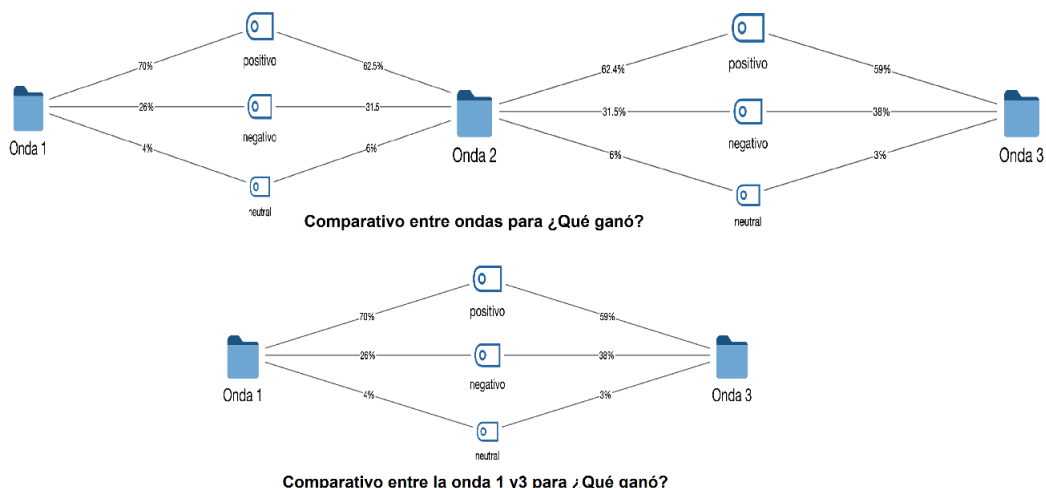 70%
positivo
62.5%
62.4%
positivo
59%
Onda 1
26%
negativo
31.5
Onda 2
31.5%
negativo
38%
Onda 3
4%
neutral
6%
6%
neutral
3%
Comparativo entre ondas para ¿Qué ganó?
70%
positivo
59%
Onda 1
26%
negativo
38%
Onda 3
4%
neutral
3%
Comparativo entre la onda 1 y3 para ¿Qué ganó?